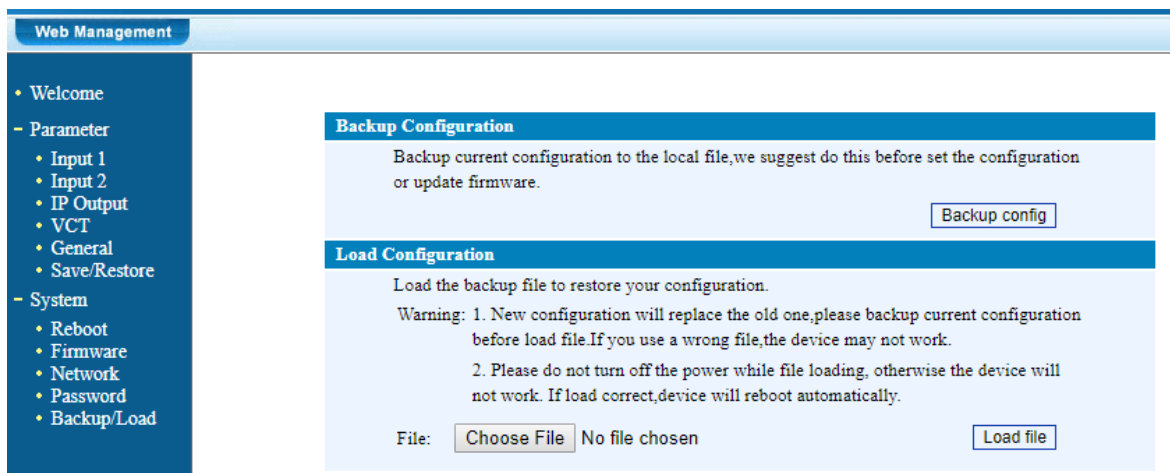 Web Management
Welcome
Parameter
Input 1
Input 2
IP Output
VCT
General
Save/Restore
System
Reboot
Firmware
Network
Password
Backup/Load
Backup Configuration
Backup current configuration to the local file,we suggest do this before set the configuration
or update firmware.
Backup config
Load Configuration
Load the backup file to restore your configuration.
Warning: 1. New configuration will replace the old one,please backup current configuration
before load file.If you use a wrong file,the device may not work.
2. Please do not turn off the power while file loading, otherwise the device will
not work. If load correct,device will reboot automatically.
File: Choose File No file chosen Load file